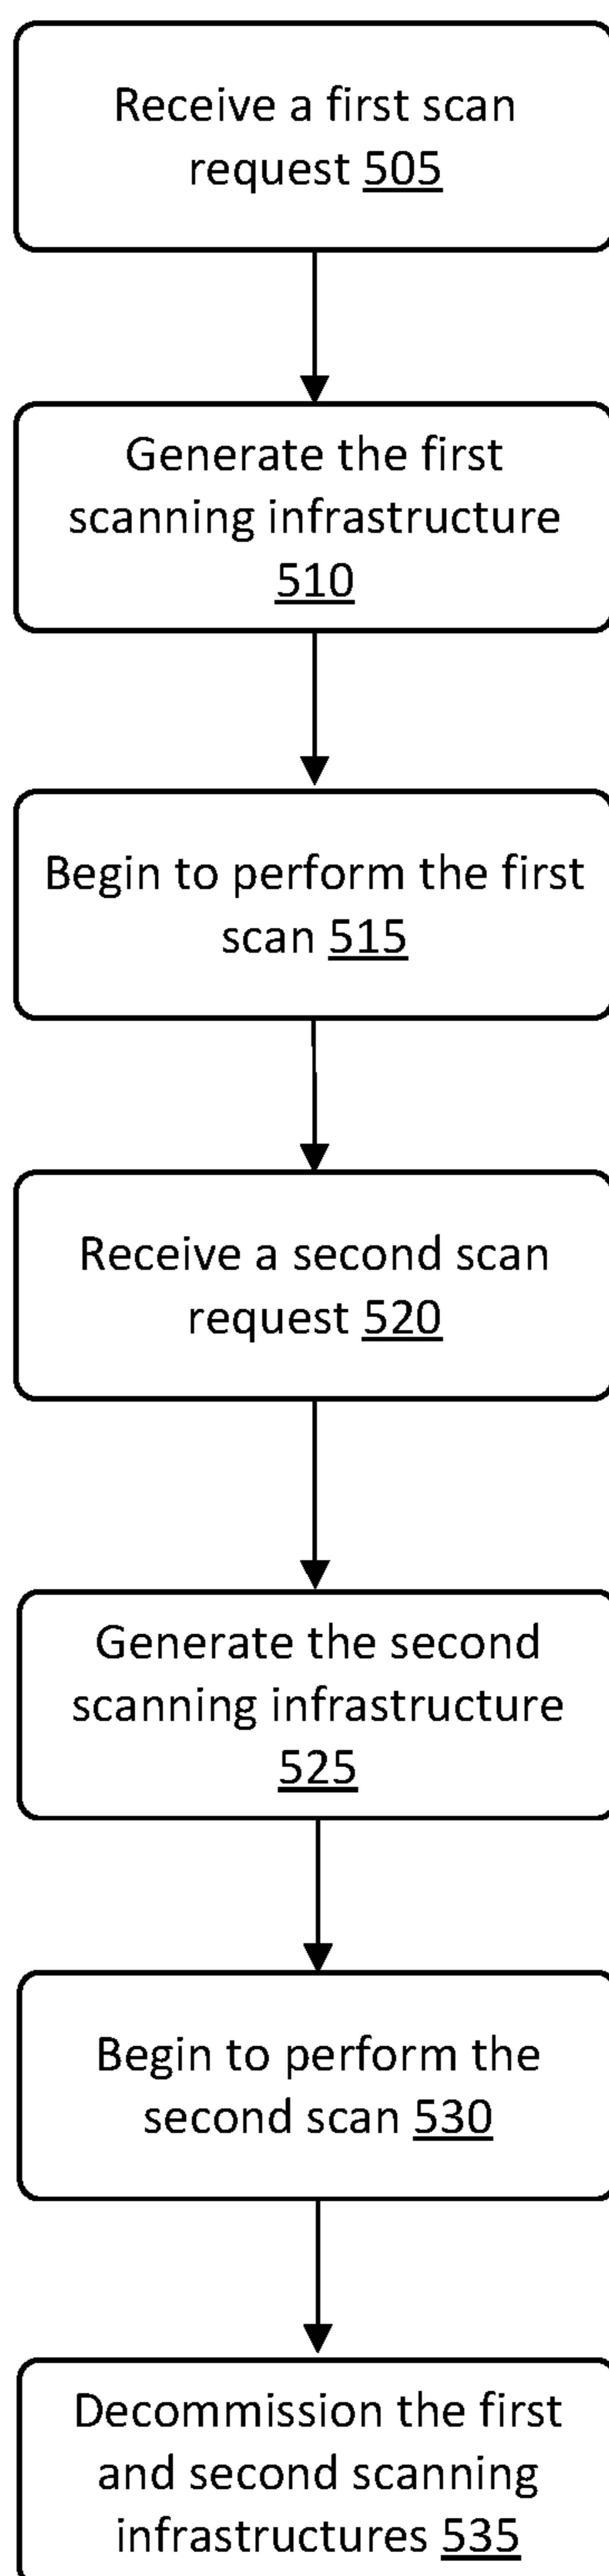 Receive a first scan
request 505
Generate the first
scanning infrastructure
510
Begin to perform the first
scan 515
Receive a second scan
request 520
Generate the second
scanning infrastructure
525
Begin to perform the
second scan 530
Decommission the first
and second scanning
infrastructures 535